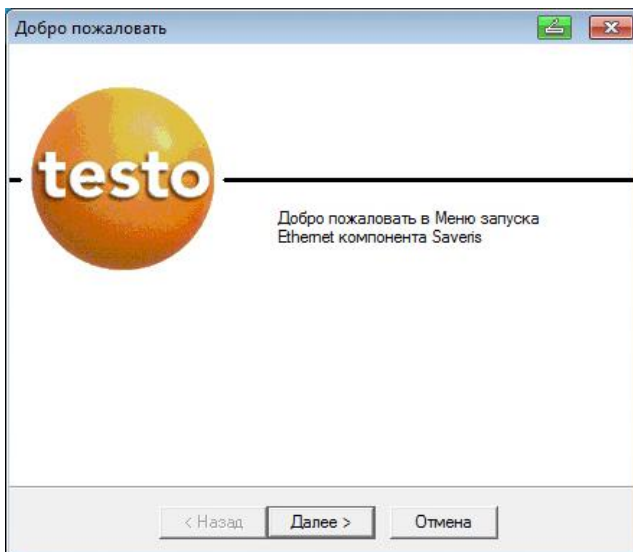 Добро пожаловать
testo
Добро пожаловать в Меню запуска
Ethernet компонента Saveris
< Назад Далее > Отмена